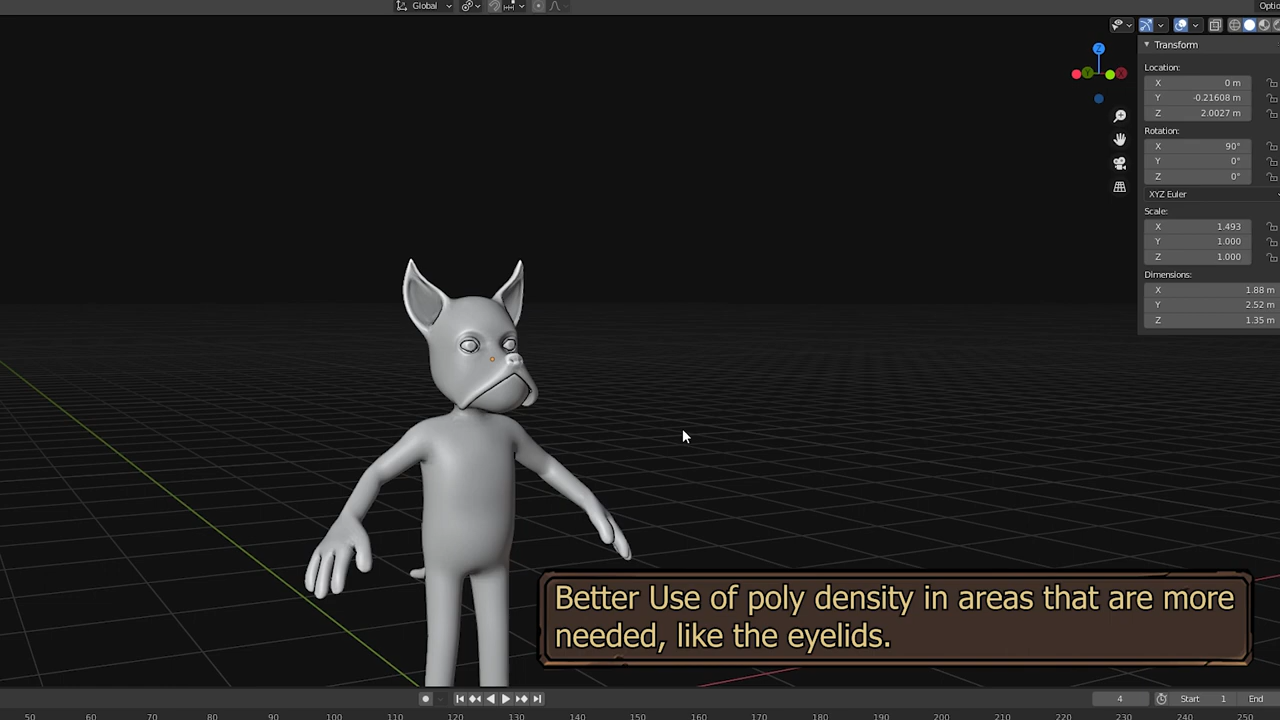 Global
Optio
Transform
Location:
X 0 m
Y -0.21608 m
Z 2.0027 m
Rotation:
X 90°
Y 0°
Z 0°
XYZ Euler
Scale:
X 1.493
Y 1.000
Z 1.000
Dimensions:
X 1.88 m
Y 2.52 m
Z 1.35 m
Z
Y
Better Use of poly density in areas that are more
needed, like the eyelids.
4 Start 1 End
50 60 70 80 90 100 110 120 130 140 150 160 170 180 190 200 210 220 230 240 250